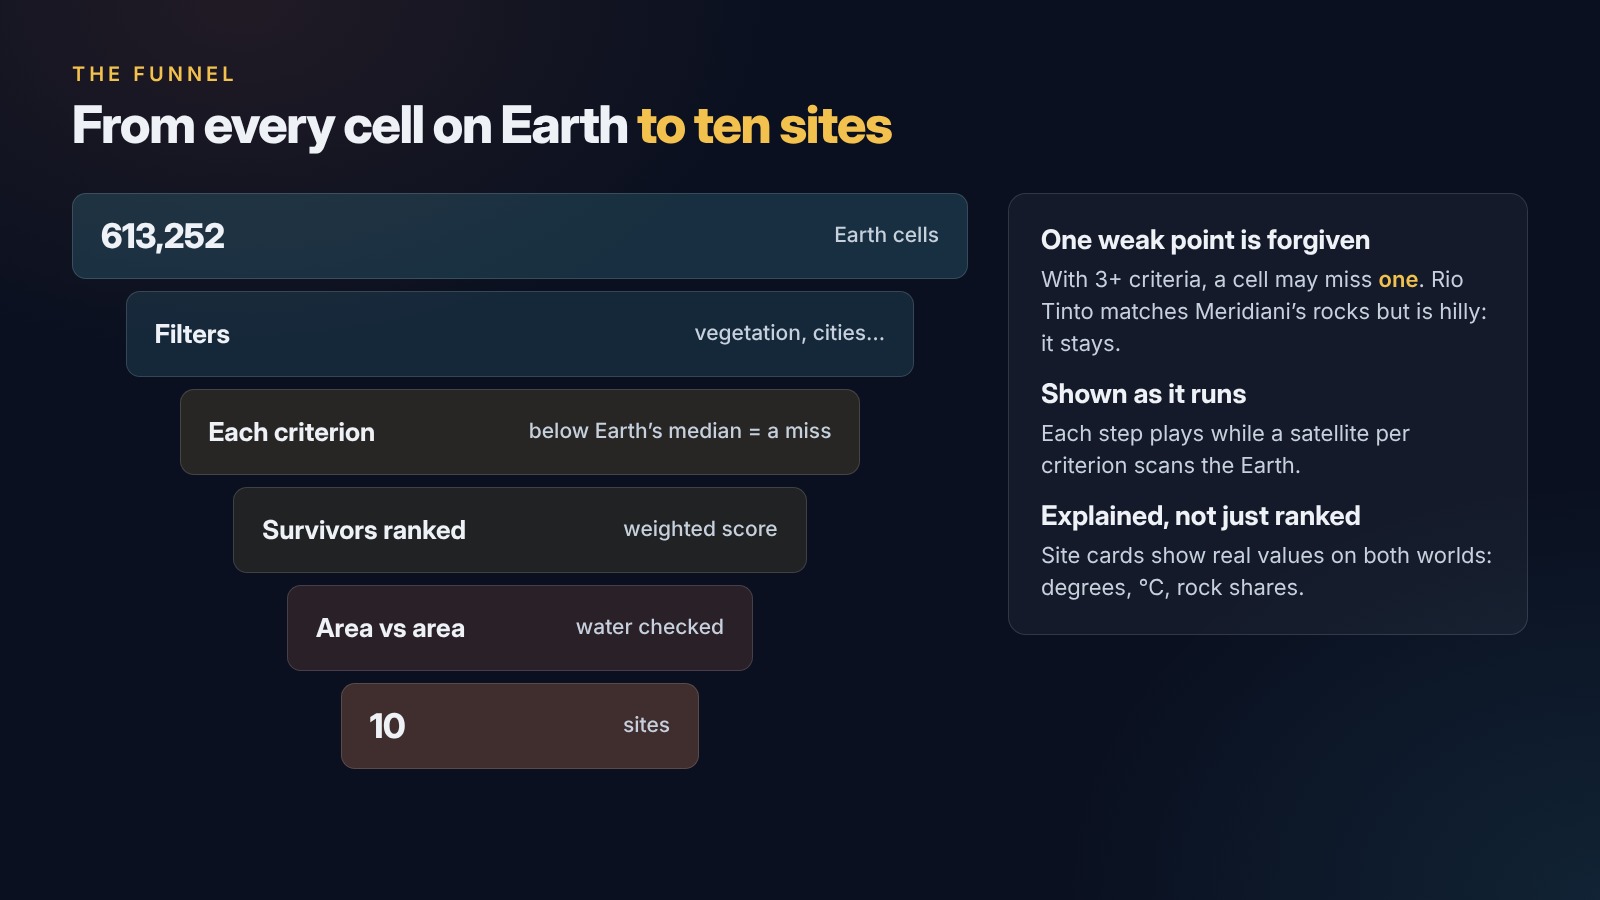 THE FUNNEL
From every cell on Earth to ten sites
613,252 Earth cells
Filters vegetation, cities…
Each criterion below Earth’s median = a miss
Survivors ranked weighted score
Area vs area water checked
10 sites
One weak point is forgiven
With 3+ criteria, a cell may miss one. Rio
Tinto matches Meridiani’s rocks but is hilly:
it stays.
Shown as it runs
Each step plays while a satellite per
criterion scans the Earth.
Explained, not just ranked
Site cards show real values on both worlds:
degrees, °C, rock shares.